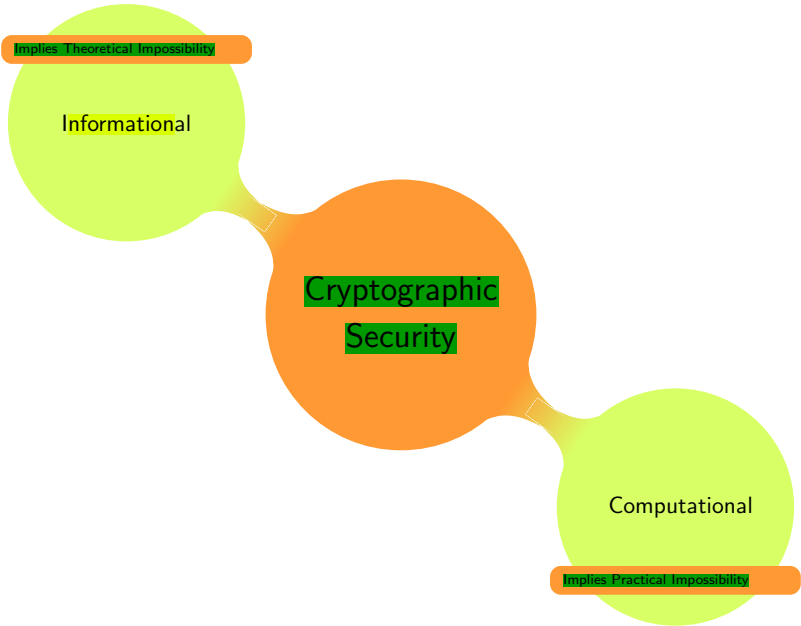 Implies Theoretical Impossibility
Informational
Cryptographic
Security
Computational
Implies Practical Impossibility